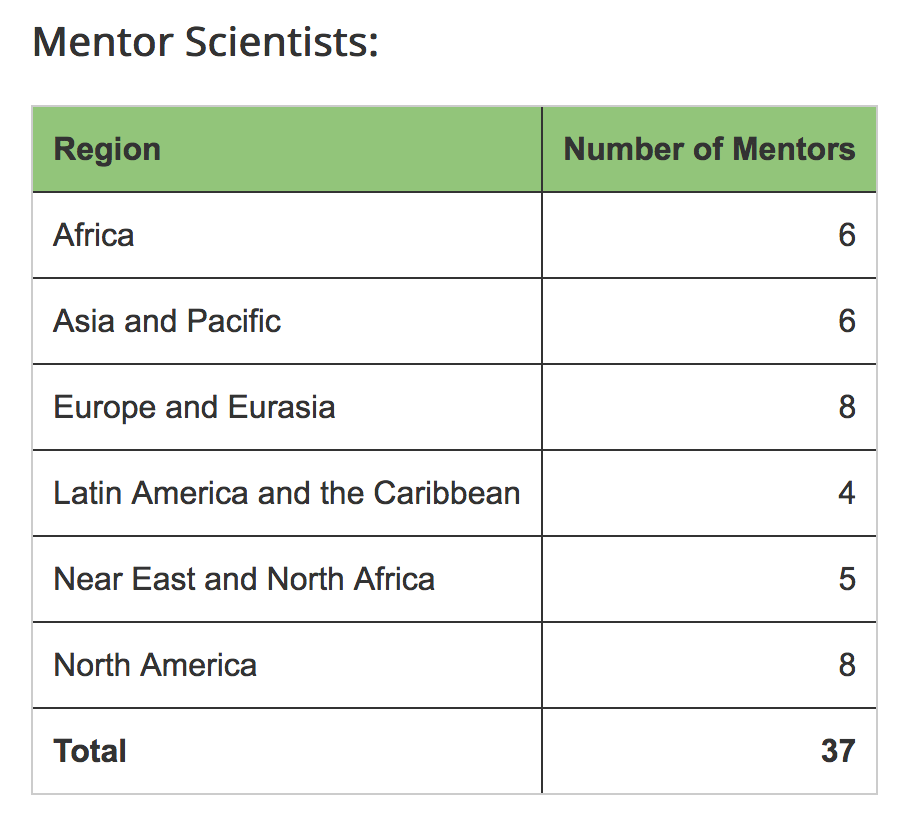 Mentor Scientists:
Region Number of Mentors
Africa 6
Asia and Pacific 6
Europe and Eurasia 8
Latin America and the Caribbean 4
Near East and North Africa 5
North America 8
Total 37